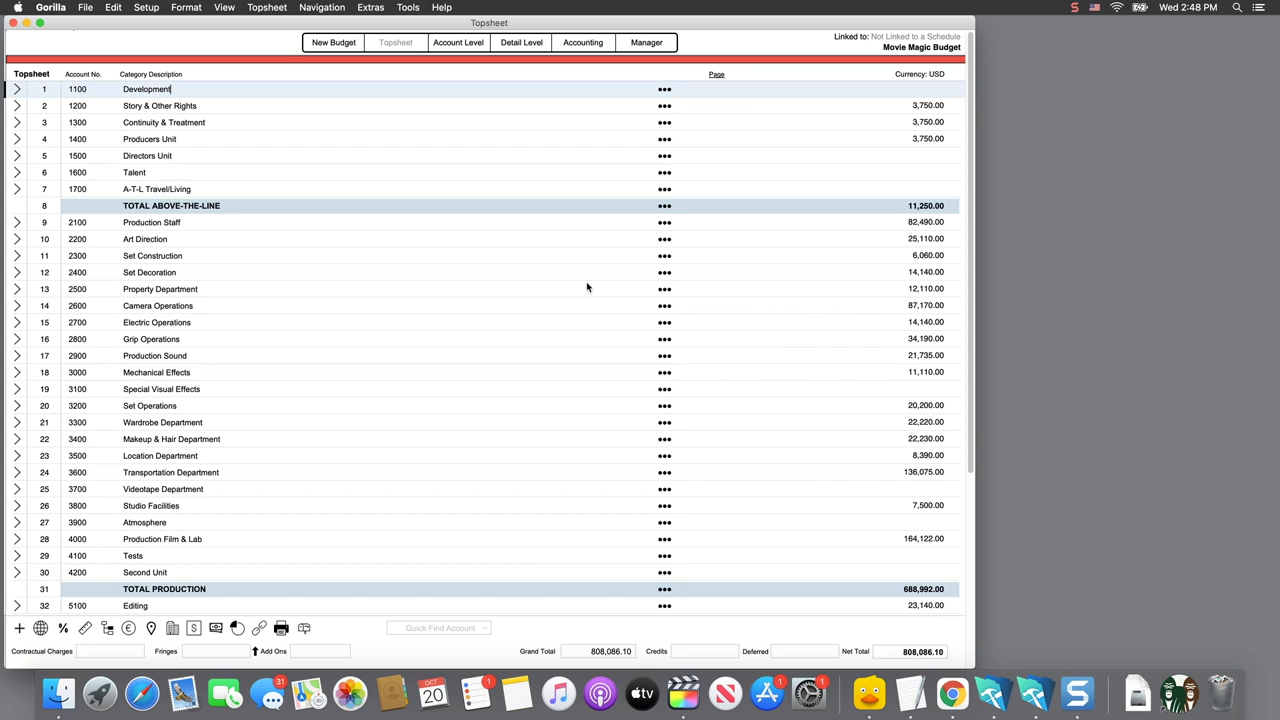 Gorilla File Edit Setup Format View Topsheet Navigation Extras Tools Help Wed 2:48 PM
Topsheet
New Budget Topsheet Account Level Detail Level Accounting Manager
Linked to: Not Linked to a Schedule
Movie Magic Budget
Topsheet Account No. Category Description Page Currency: USD
1 1100 Development
2 1200 Story & Other Rights 3,750.00
3 1300 Continuity & Treatment 3,750.00
4 1400 Producers Unit 3,750.00
5 1500 Directors Unit
6 1600 Talent
7 1700 A-T-L Travel/Living
8 TOTAL ABOVE-THE-LINE 11,250.00
9 2100 Production Staff 82,490.00
10 2200 Art Direction 25,110.00
11 2300 Set Construction 6,060.00
12 2400 Set Decoration 14,140.00
13 2500 Property Department 12,110.00
14 2600 Camera Operations 87,170.00
15 2700 Electric Operations 14,140.00
16 2800 Grip Operations 34,190.00
17 2900 Production Sound 21,735.00
18 3000 Mechanical Effects 11,110.00
19 3100 Special Visual Effects
20 3200 Set Operations 20,200.00
21 3300 Wardrobe Department 22,220.00
22 3400 Makeup & Hair Department 22,230.00
23 3500 Location Department 8,390.00
24 3600 Transportation Department 136,075.00
25 3700 Videotape Department
26 3800 Studio Facilities 7,500.00
27 3900 Atmosphere
28 4000 Production Film & Lab 164,122.00
29 4100 Tests
30 4200 Second Unit
31 TOTAL PRODUCTION 688,992.00
32 5100 Editing 23,140.00
Quick Find Account
Contractual Charges Fringes Add Ons Grand Total 808,086.10 Credits Deferred Net Total 808,086.10
31 OCT 20 1 tv 1 1